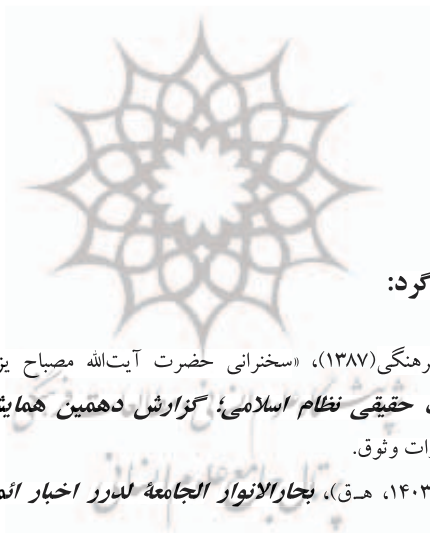 گرد:
رهنگی(۱۳۸۷)، «سخنرانی حضرت آیت‌الله مصباح یز
، حقیقی نظام اسلامی؛ گزارش دهمین همایش
رات وثوق.
۱۴۰۳، هـ.ق)، بحارالانوار الجامعة لدرر اخبار ائم